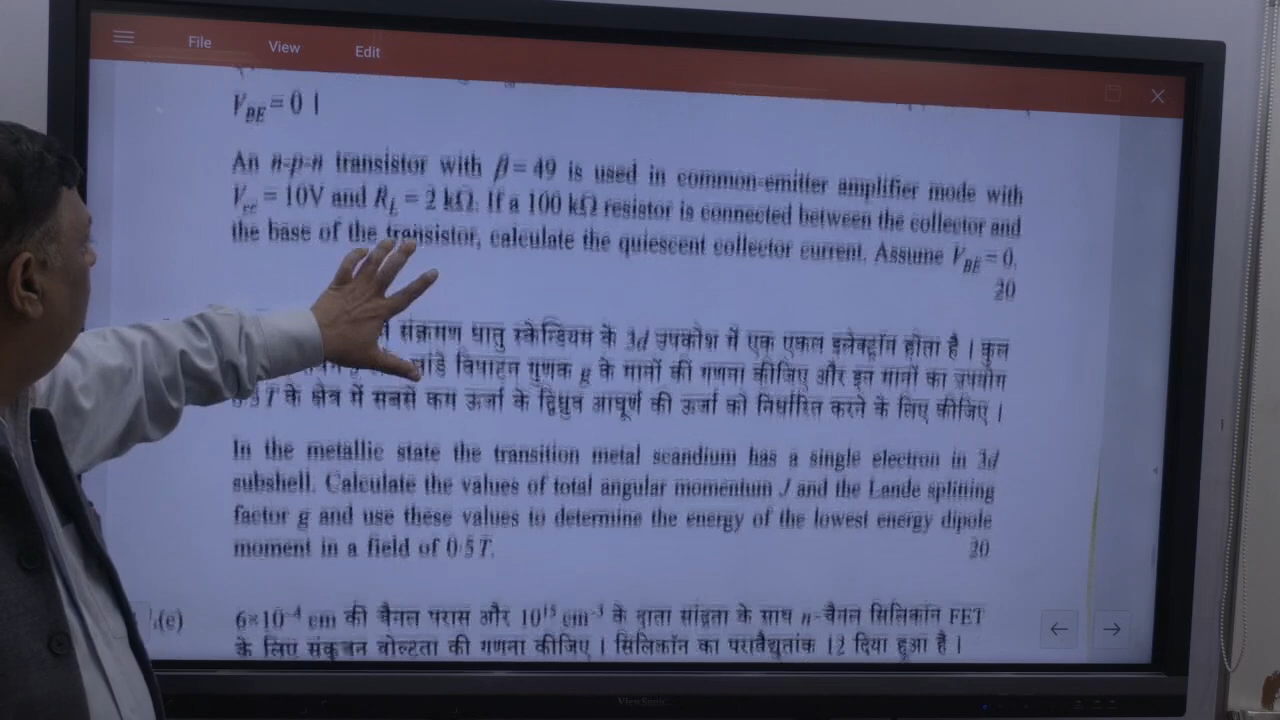 File View Edit
V_BE = 0 |
An n-p-n transistor with β = 49 is used in common-emitter amplifier mode with
V_cc = 10V and R_L = 2 kΩ. If a 100 kΩ resistor is connected between the collector and
the base of the transistor, calculate the quiescent collector current. Assume V_BE = 0.
20
संक्रमण धातु स्केन्डियम के 3d उपकोश में एक एकल इलेक्ट्रॉन होता है । कुल
लांडे विपाटन गुणक g के मानों की गणना कीजिए और इन मानों का उपयोग
T के क्षेत्र में सबसे कम ऊर्जा के द्विध्रुव आघूर्ण की ऊर्जा को निर्धारित करने के लिए कीजिए ।
In the metallic state the transition metal scandium has a single electron in 3d
subshell. Calculate the values of total angular momentum J and the Lande splitting
factor g and use these values to determine the energy of the lowest energy dipole
moment in a field of 0·5 T.
20
(e) 6×10⁻⁴ cm की चैनल परास और 10¹⁵ cm⁻³ के दाता सांद्रता के साथ n-चैनल सिलिकॉन FET
के लिए संकुचन वोल्टता की गणना कीजिए । सिलिकॉन का परावैद्युतांक 12 दिया हुआ है ।
ViewSonic